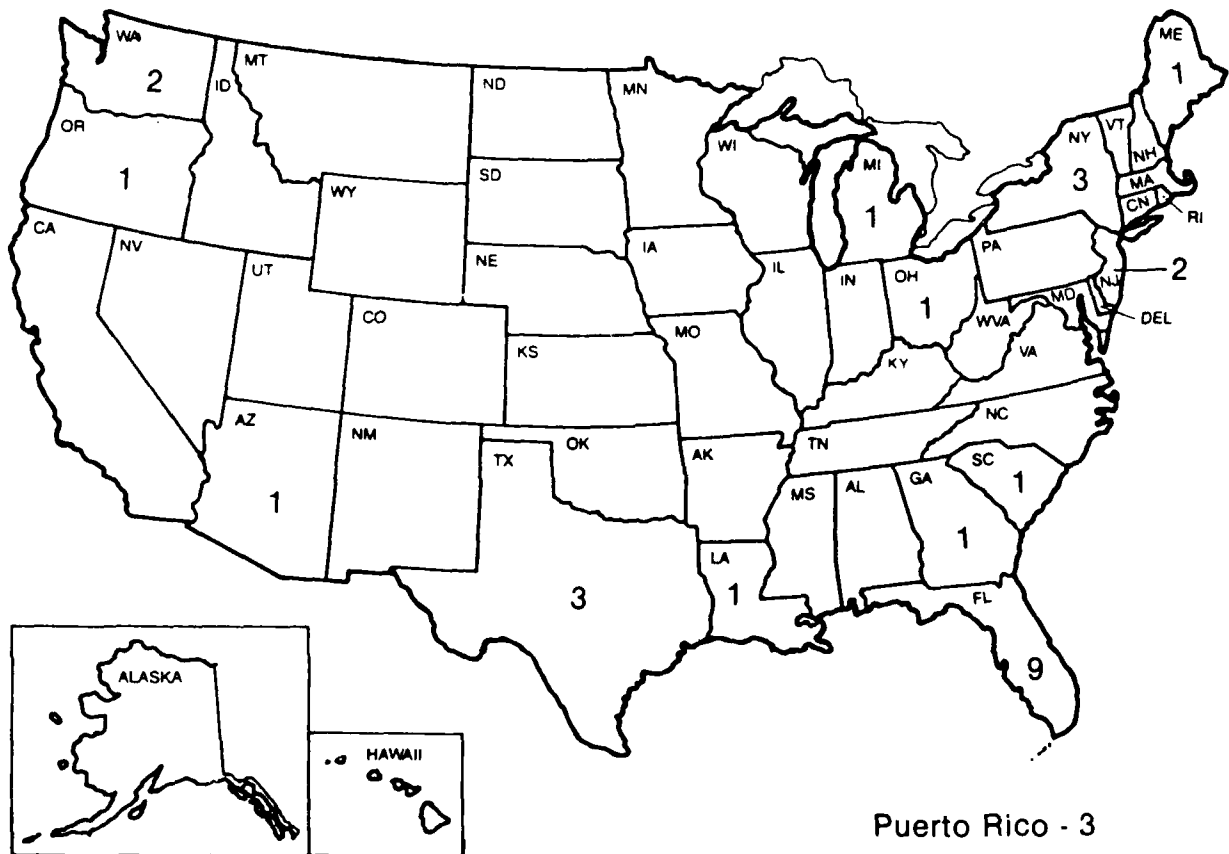 WA
2
ID
MT
ND
MN
ME
1
OR
1
SD
WI
MI
1
NY
3
VT
NH
MA
CN
RI
WY
CA
NV
UT
NE
IA
IL
IN
OH
1
PA
NJ
2
MD
DEL
CO
KS
MO
KY
WVA
VA
AZ
1
NM
TX
3
OK
AK
TN
NC
SC
1
MS
AL
GA
1
LA
1
FL
9
ALASKA
HAWAII
Puerto Rico - 3